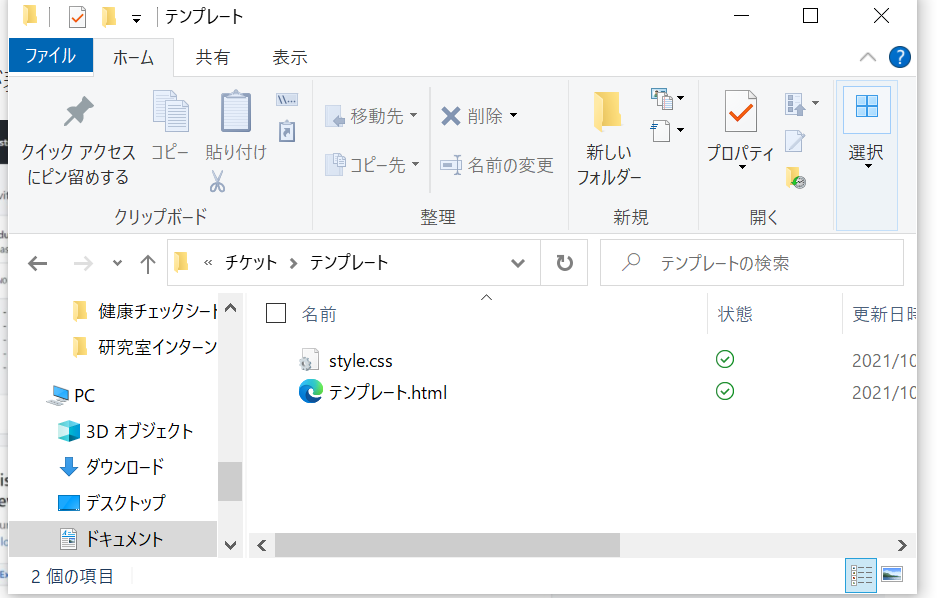 テンプレート
ファイル
ホーム
共有
表示
クイック アクセス
にピン留めする
コピー
貼り付け
クリップボード
移動先
コピー先
削除
名前の変更
整理
新しい
フォルダー
新規
プロパティ
開く
選択
« チケット > テンプレート
テンプレートの検索
健康チェックシート
研究室インターン
PC
3D オブジェクト
ダウンロード
デスクトップ
ドキュメント
名前
状態
更新日時
style.css
2021/10
テンプレート.html
2021/10
2 個の項目